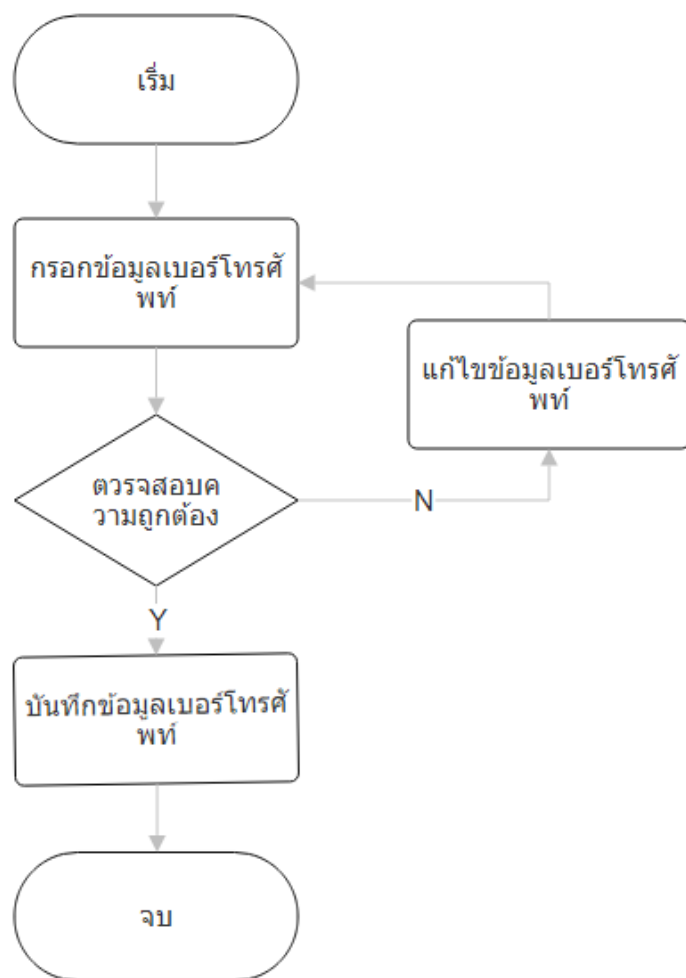 เริ่ม
กรอกข้อมูลเบอร์โทรศั
พท์
แก้ไขข้อมูลเบอร์โทรศั
พท์
ตวรจสอบค
วามถูกต้อง
N
Y
บันทึกข้อมูลเบอร์โทรศั
พท์
จบ